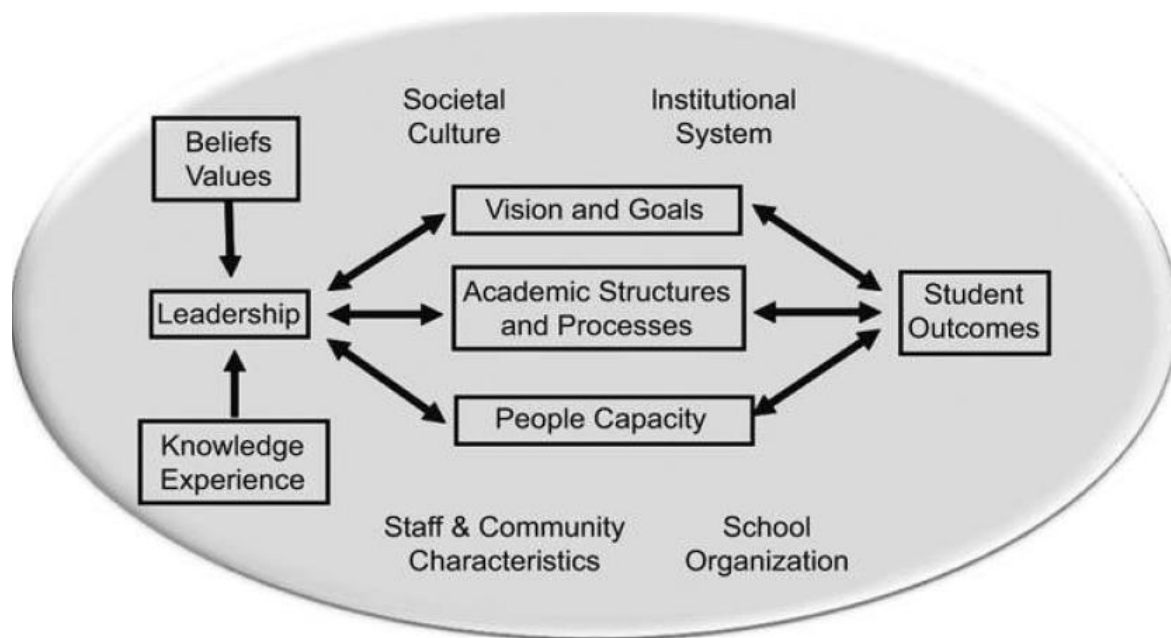 Societal
Culture
Institutional
System
Beliefs
Values
Vision and Goals
Leadership
Academic Structures
and Processes
Student
Outcomes
People Capacity
Knowledge
Experience
Staff & Community
Characteristics
School
Organization